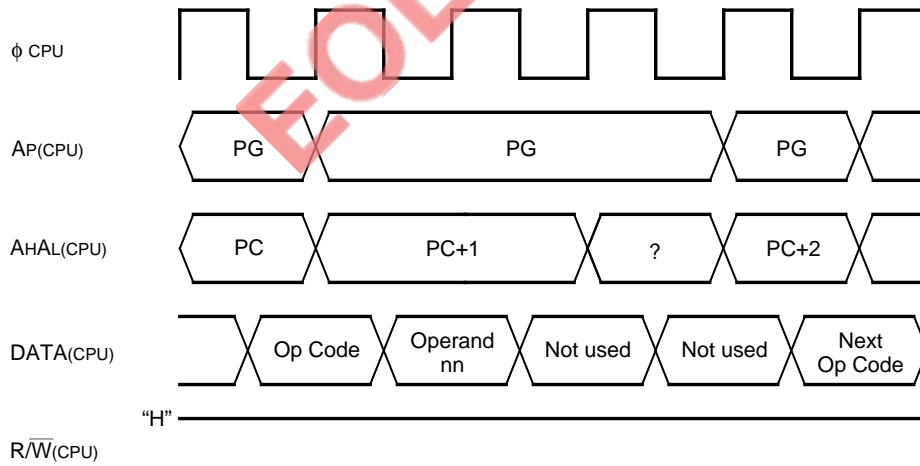 ϕ CPU
AP(CPU)
PG
PG
PG
AHAL(CPU)
PC
PC+1
?
PC+2
DATA(CPU)
Op Code
Operand
nn
Not used
Not used
Next
Op Code
“H”
R/W̅(CPU)